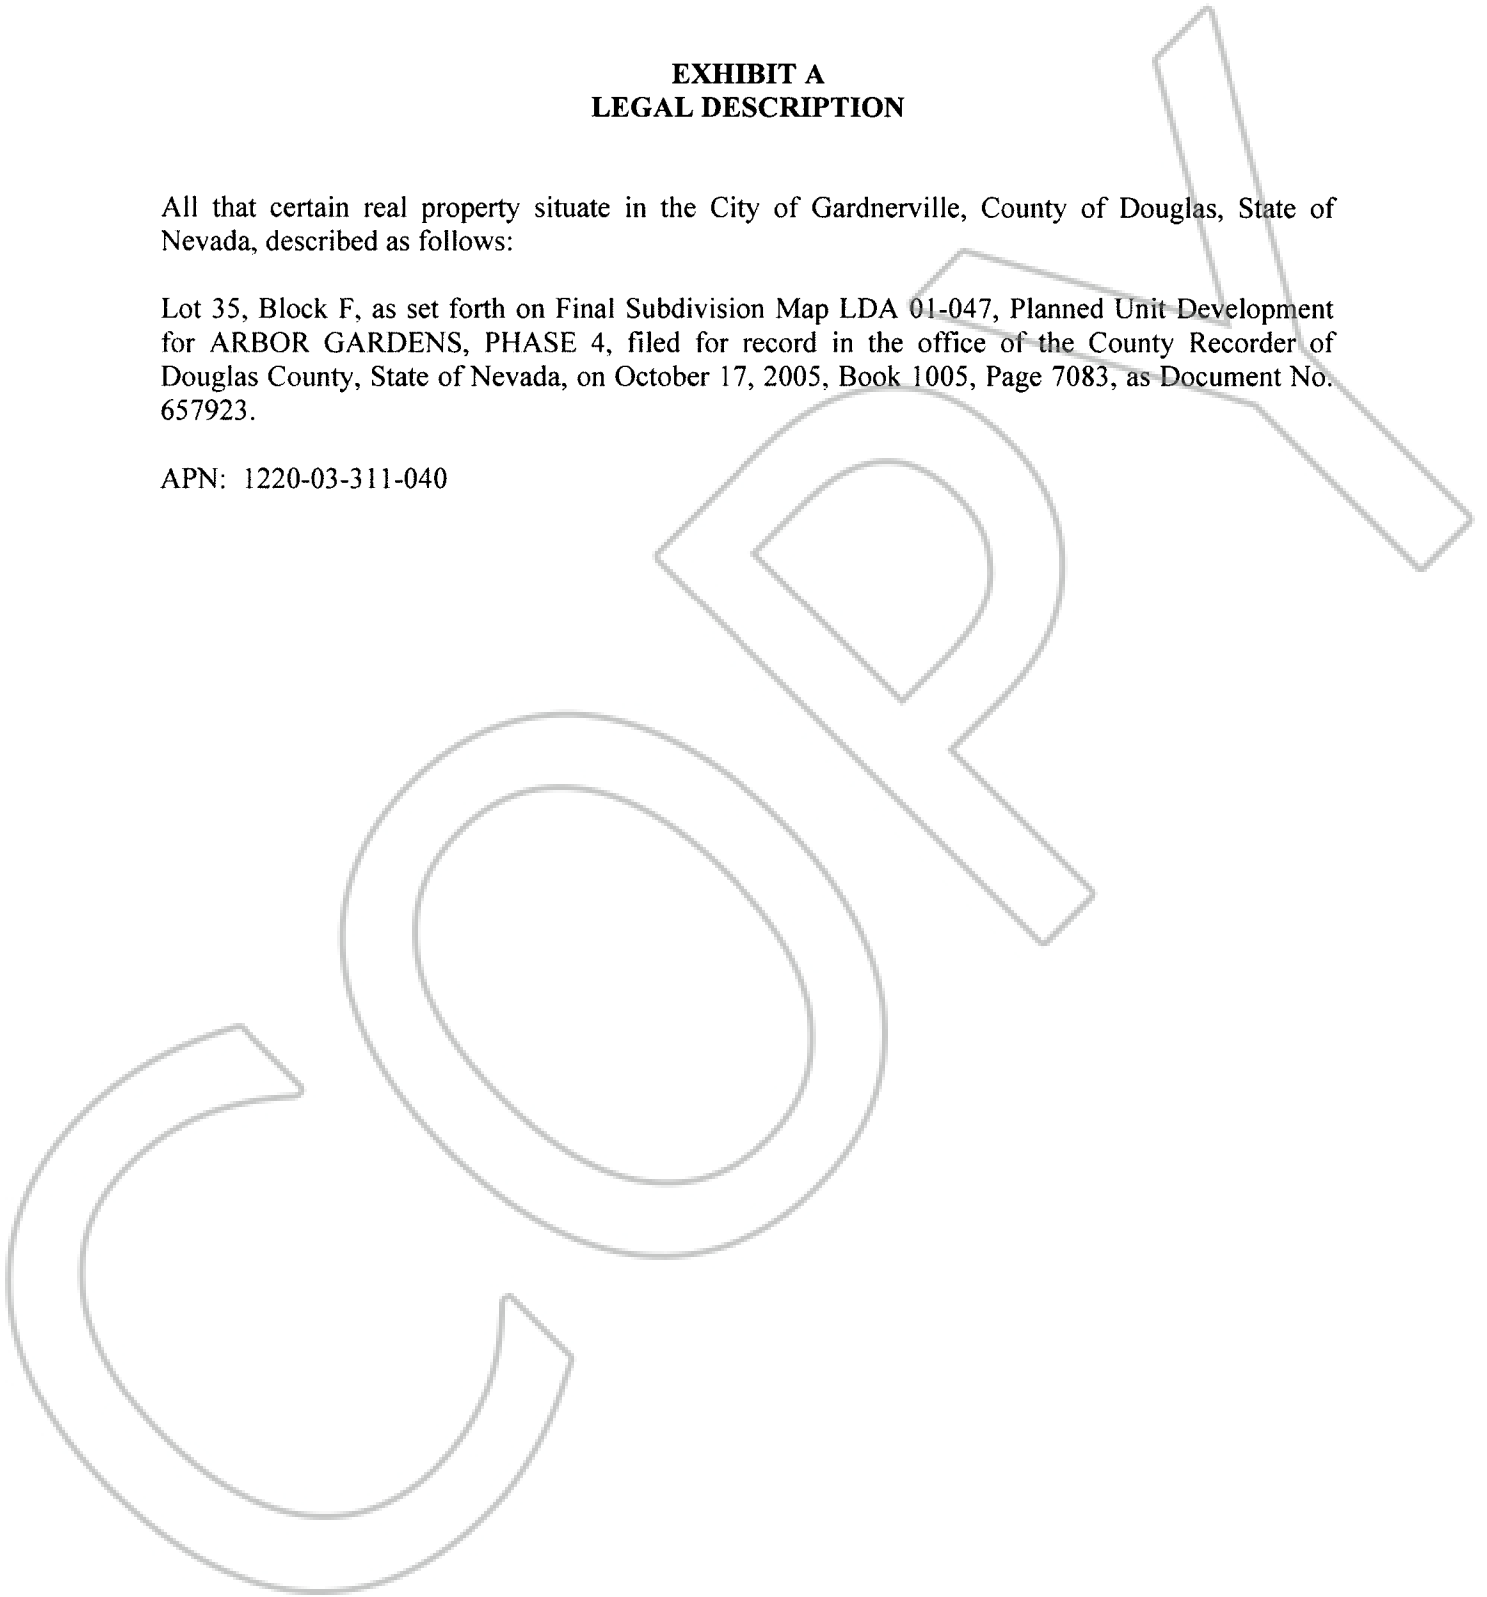 EXHIBIT A
LEGAL DESCRIPTION
All that certain real property situate in the City of Gardnerville, County of Douglas, State of
Nevada, described as follows:
Lot 35, Block F, as set forth on Final Subdivision Map LDA 01-047, Planned Unit Development
for ARBOR GARDENS, PHASE 4, filed for record in the office of the County Recorder of
Douglas County, State of Nevada, on October 17, 2005, Book 1005, Page 7083, as Document No.
657923.
APN: 1220-03-311-040
COPY